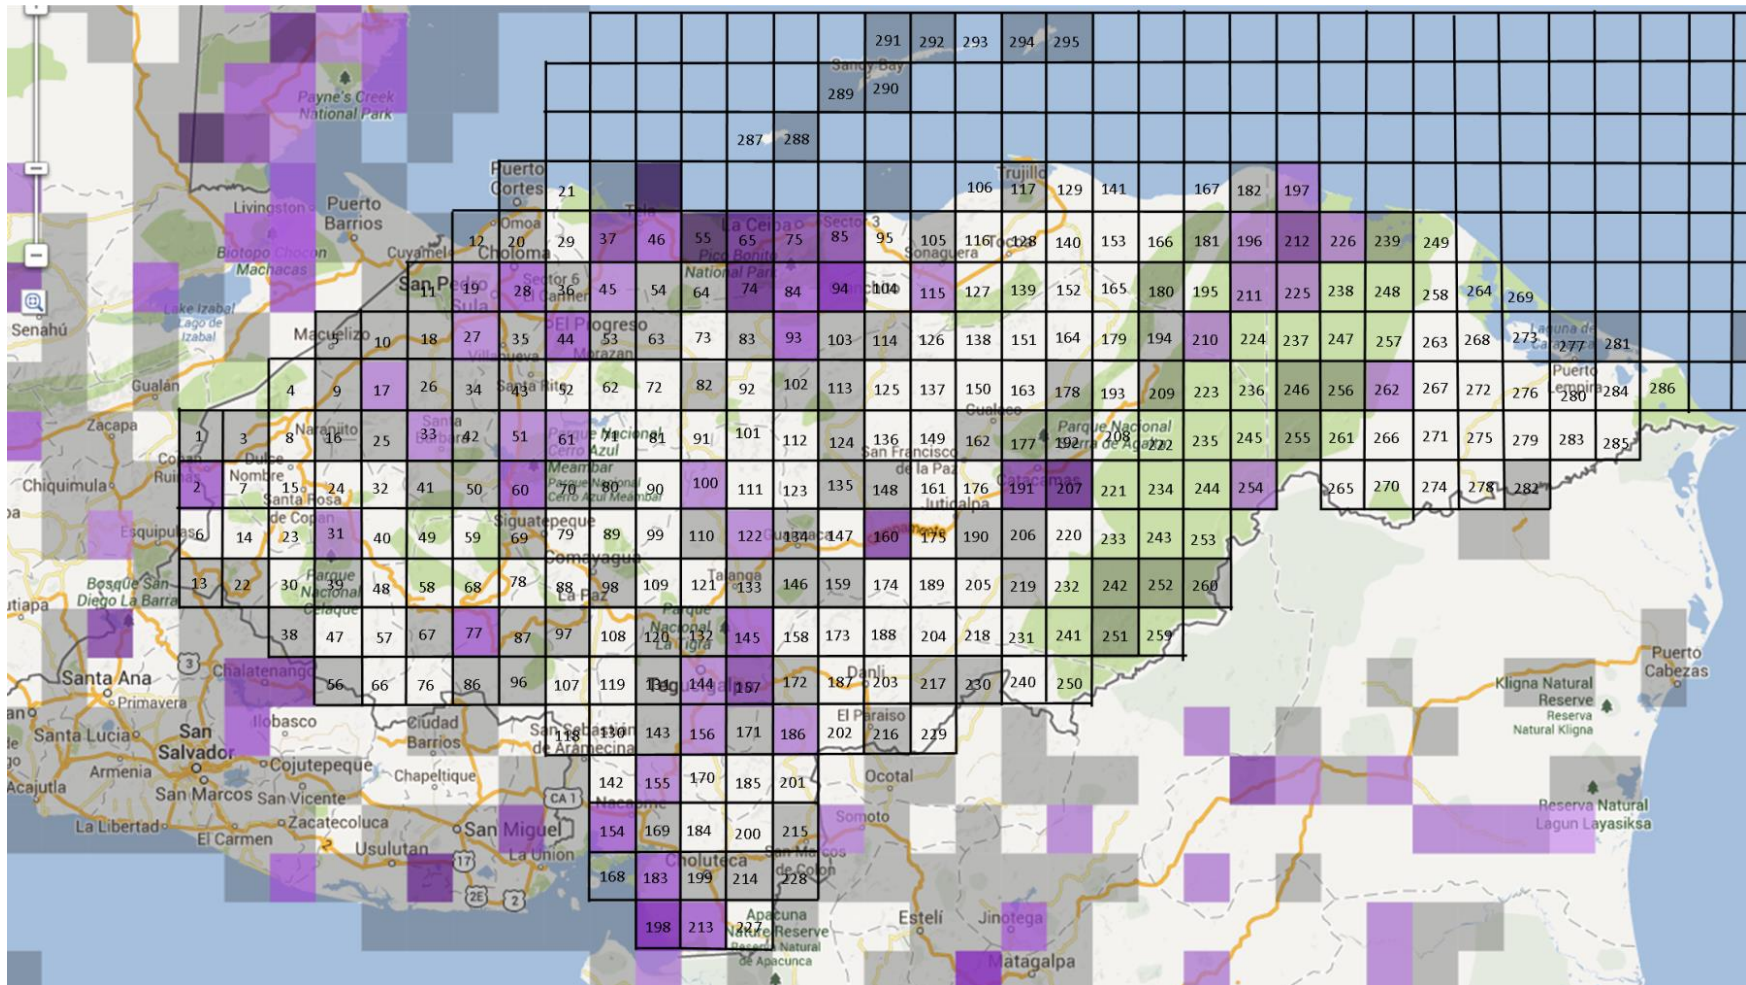 291 292 293 294 295
Sandy Bay
289 290
Payne's Creek
National Park
287 288
Puerto
Cortes
21
Trujillo
106 117 129 141 167 182 197
Livingston
Puerto
Barrios
Tela
La Ceiba
Sector 3
Omoa
12 20 29 37 46 55 65 75 85 95 105 116 128 140 153 166 181 196 212 226 239 249
Cuyamel
Choloma
Sonaguera
Biotopo Chocon
Machacas
Pico Bonito
National Park
San Pedro
Sula
Sector 6
11 19 28 36 45 54 64 74 84 94 104 115 127 139 152 165 180 195 211 225 238 248 258 264 269
Lake Izabal
Lago de
Izabal
Senahú
Macuelizo
El Progreso
Morazan
5 10 18 27 35 44 53 63 73 83 93 103 114 126 138 151 164 179 194 210 224 237 247 257 263 268 273 277 281
Villanueva
Laguna de
Gualán
Santa Rita
Puerto
Lempira
4 9 17 26 34 43 52 62 72 82 92 102 113 125 137 150 163 178 193 209 223 236 246 256 262 267 272 276 280 284 286
Gualaco
Zacapa
Naranjito
Santa
Barbara
Parque Nacional
Cerro Azul
Meambar
Parque Nacional
Cerro Azul Meambar
Parque Nacional
Sierra de Agalta
1 3 8 16 25 33 42 51 61 71 81 91 101 112 124 136 149 162 177 192 208 222 235 245 255 261 266 271 275 279 283 285
San Francisco
de la Paz
Copan
Ruinas
Dulce
Nombre
Chiquimula
Catacamas
2 7 15 24 32 41 50 60 70 80 90 100 111 123 135 148 161 176 191 207 221 234 244 254 265 270 274 278 282
Santa Rosa
de Copan
Juticalpa
Esquipulas
Siguatepeque
Guaimaca
6 14 23 31 40 49 59 69 79 89 99 110 122 134 147 160 175 190 206 220 233 243 253
Comayagua
Bosque San
Diego La Barra
Parque
Nacional
Celaque
La Paz
Talanga
13 22 30 39 48 58 68 78 88 98 109 121 133 146 159 174 189 205 219 232 242 252 260
Parque
Nacional
La Tigra
38 47 57 67 77 87 97 108 120 132 145 158 173 188 204 218 231 241 251 259
3
Santa Ana
Chalatenango
Tegucigalpa
Danli
Puerto
Cabezas
56 66 76 86 96 107 119 131 144 157 172 187 203 217 230 240 250
Primavera
Kligna Natural
Reserve
Reserva
Natural Kligna
Ilobasco
Ciudad
Barrios
San Sebastián
de Aramecina
El Paraiso
Santa Lucia
San
Salvador
118 130 143 156 171 186 202 216 229
Armenia
Cojutepeque
Chapeltique
Ocotal
Acajutla
San Marcos
San Vicente
CA 1
142 155 170 185 201
Nacaome
Reserva Natural
Lagun Layasiksa
La Libertad
Zacatecoluca
San Miguel
Somoto
154 169 184 200 215
El Carmen
Usulutan
17
La Union
Choluteca
San Marcos
de Colon
168 183 199 214 228
2E
2
Apacuna
Nature Reserve
Reserva Natural
de Apacunca
198 213 227
Estelí
Jinotega
Matagalpa